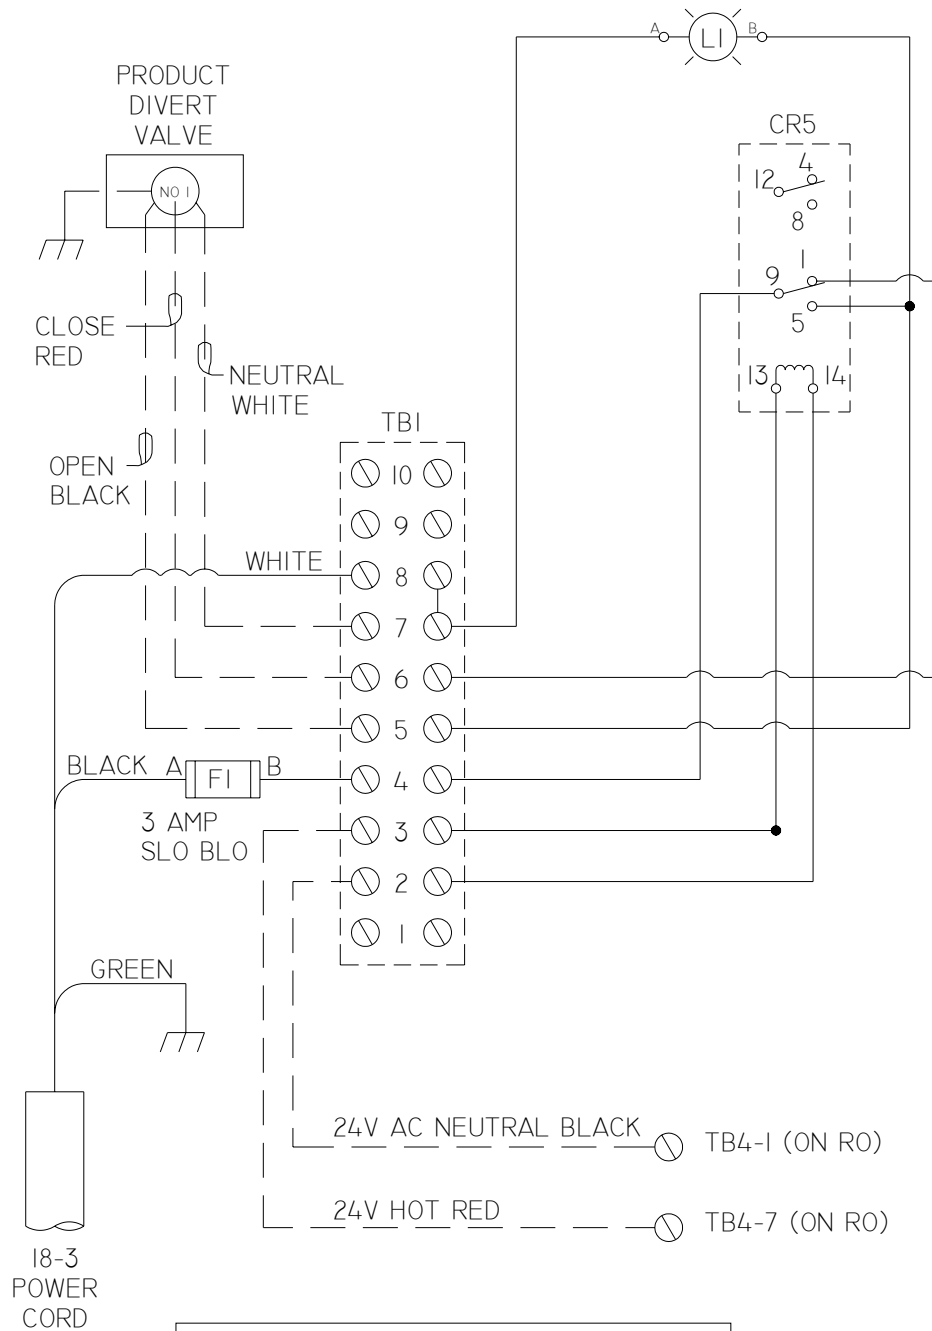 A
L1
B
PRODUCT
DIVERT
VALVE
NO 1
CR5
4
12
8
1
9
5
13
14
CLOSE
RED
NEUTRAL
WHITE
OPEN
BLACK
TB1
10
9
WHITE
8
7
6
5
BLACK
A
F1
B
4
3 AMP
SLO BLO
3
2
1
GREEN
24V AC NEUTRAL BLACK
TB4-1 (ON RO)
24V HOT RED
TB4-7 (ON RO)
18-3
POWER
CORD